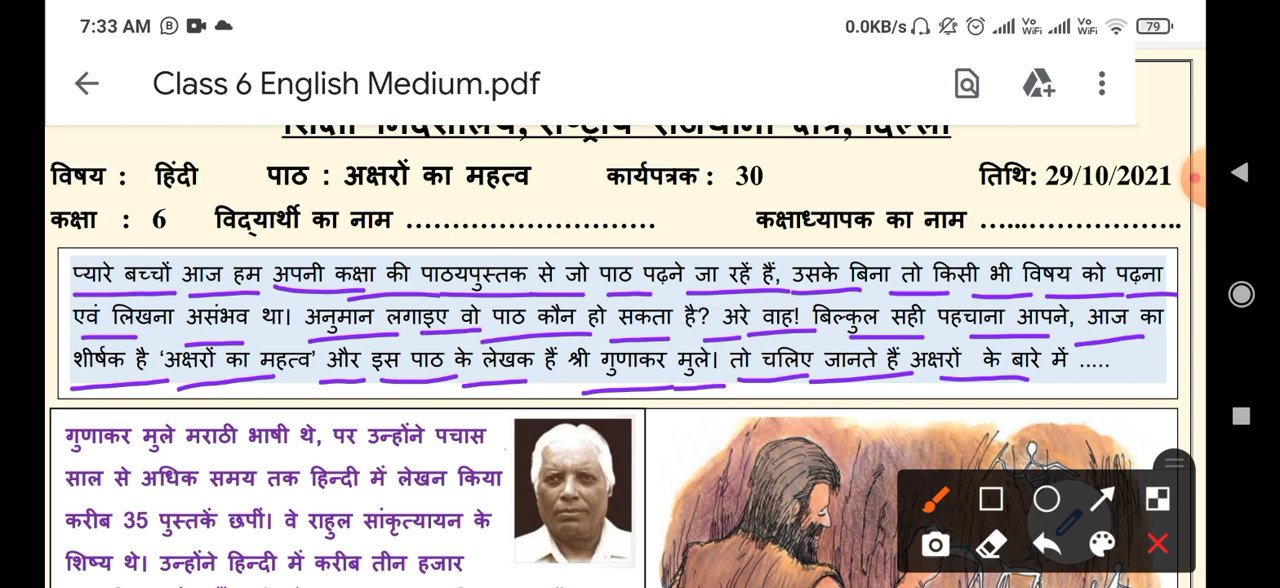 7:33 AM
0.0KB/s Vo WiFi Vo WiFi 79
Class 6 English Medium.pdf
विषय : हिंदी पाठ : अक्षरों का महत्व कार्यपत्रक : 30 तिथि: 29/10/2021
कक्षा : 6 विद्यार्थी का नाम ........................... कक्षाध्यापक का नाम .......................
प्यारे बच्चों आज हम अपनी कक्षा की पाठयपुस्तक से जो पाठ पढ़ने जा रहें हैं, उसके बिना तो किसी भी विषय को पढ़ना
एवं लिखना असंभव था। अनुमान लगाइए वो पाठ कौन हो सकता है? अरे वाह! बिल्कुल सही पहचाना आपने, आज का
शीर्षक है ‘अक्षरों का महत्व’ और इस पाठ के लेखक हैं श्री गुणाकर मुले। तो चलिए जानते हैं अक्षरों के बारे में .....
गुणाकर मुले मराठी भाषी थे, पर उन्होंने पचास
साल से अधिक समय तक हिन्दी में लेखन किया
करीब 35 पुस्तकें छपीं। वे राहुल सांकृत्यायन के
शिष्य थे। उन्होंने हिन्दी में करीब तीन हजार